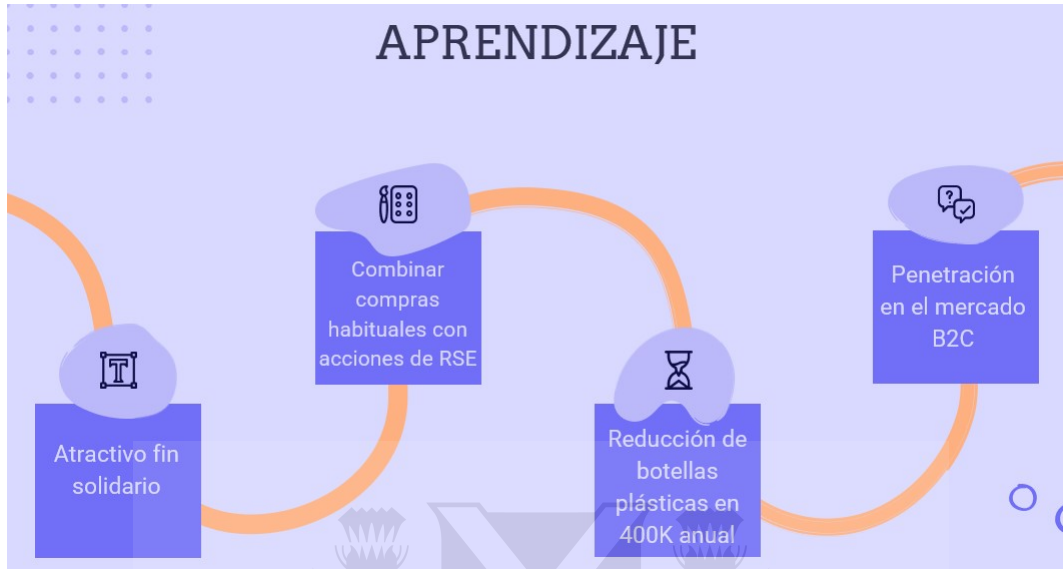 APRENDIZAJE
Atractivo fin
solidario
Combinar
compras
habituales con
acciones de RSE
Reducción de
botellas
plásticas en
400K anual
Penetración
en el mercado
B2C